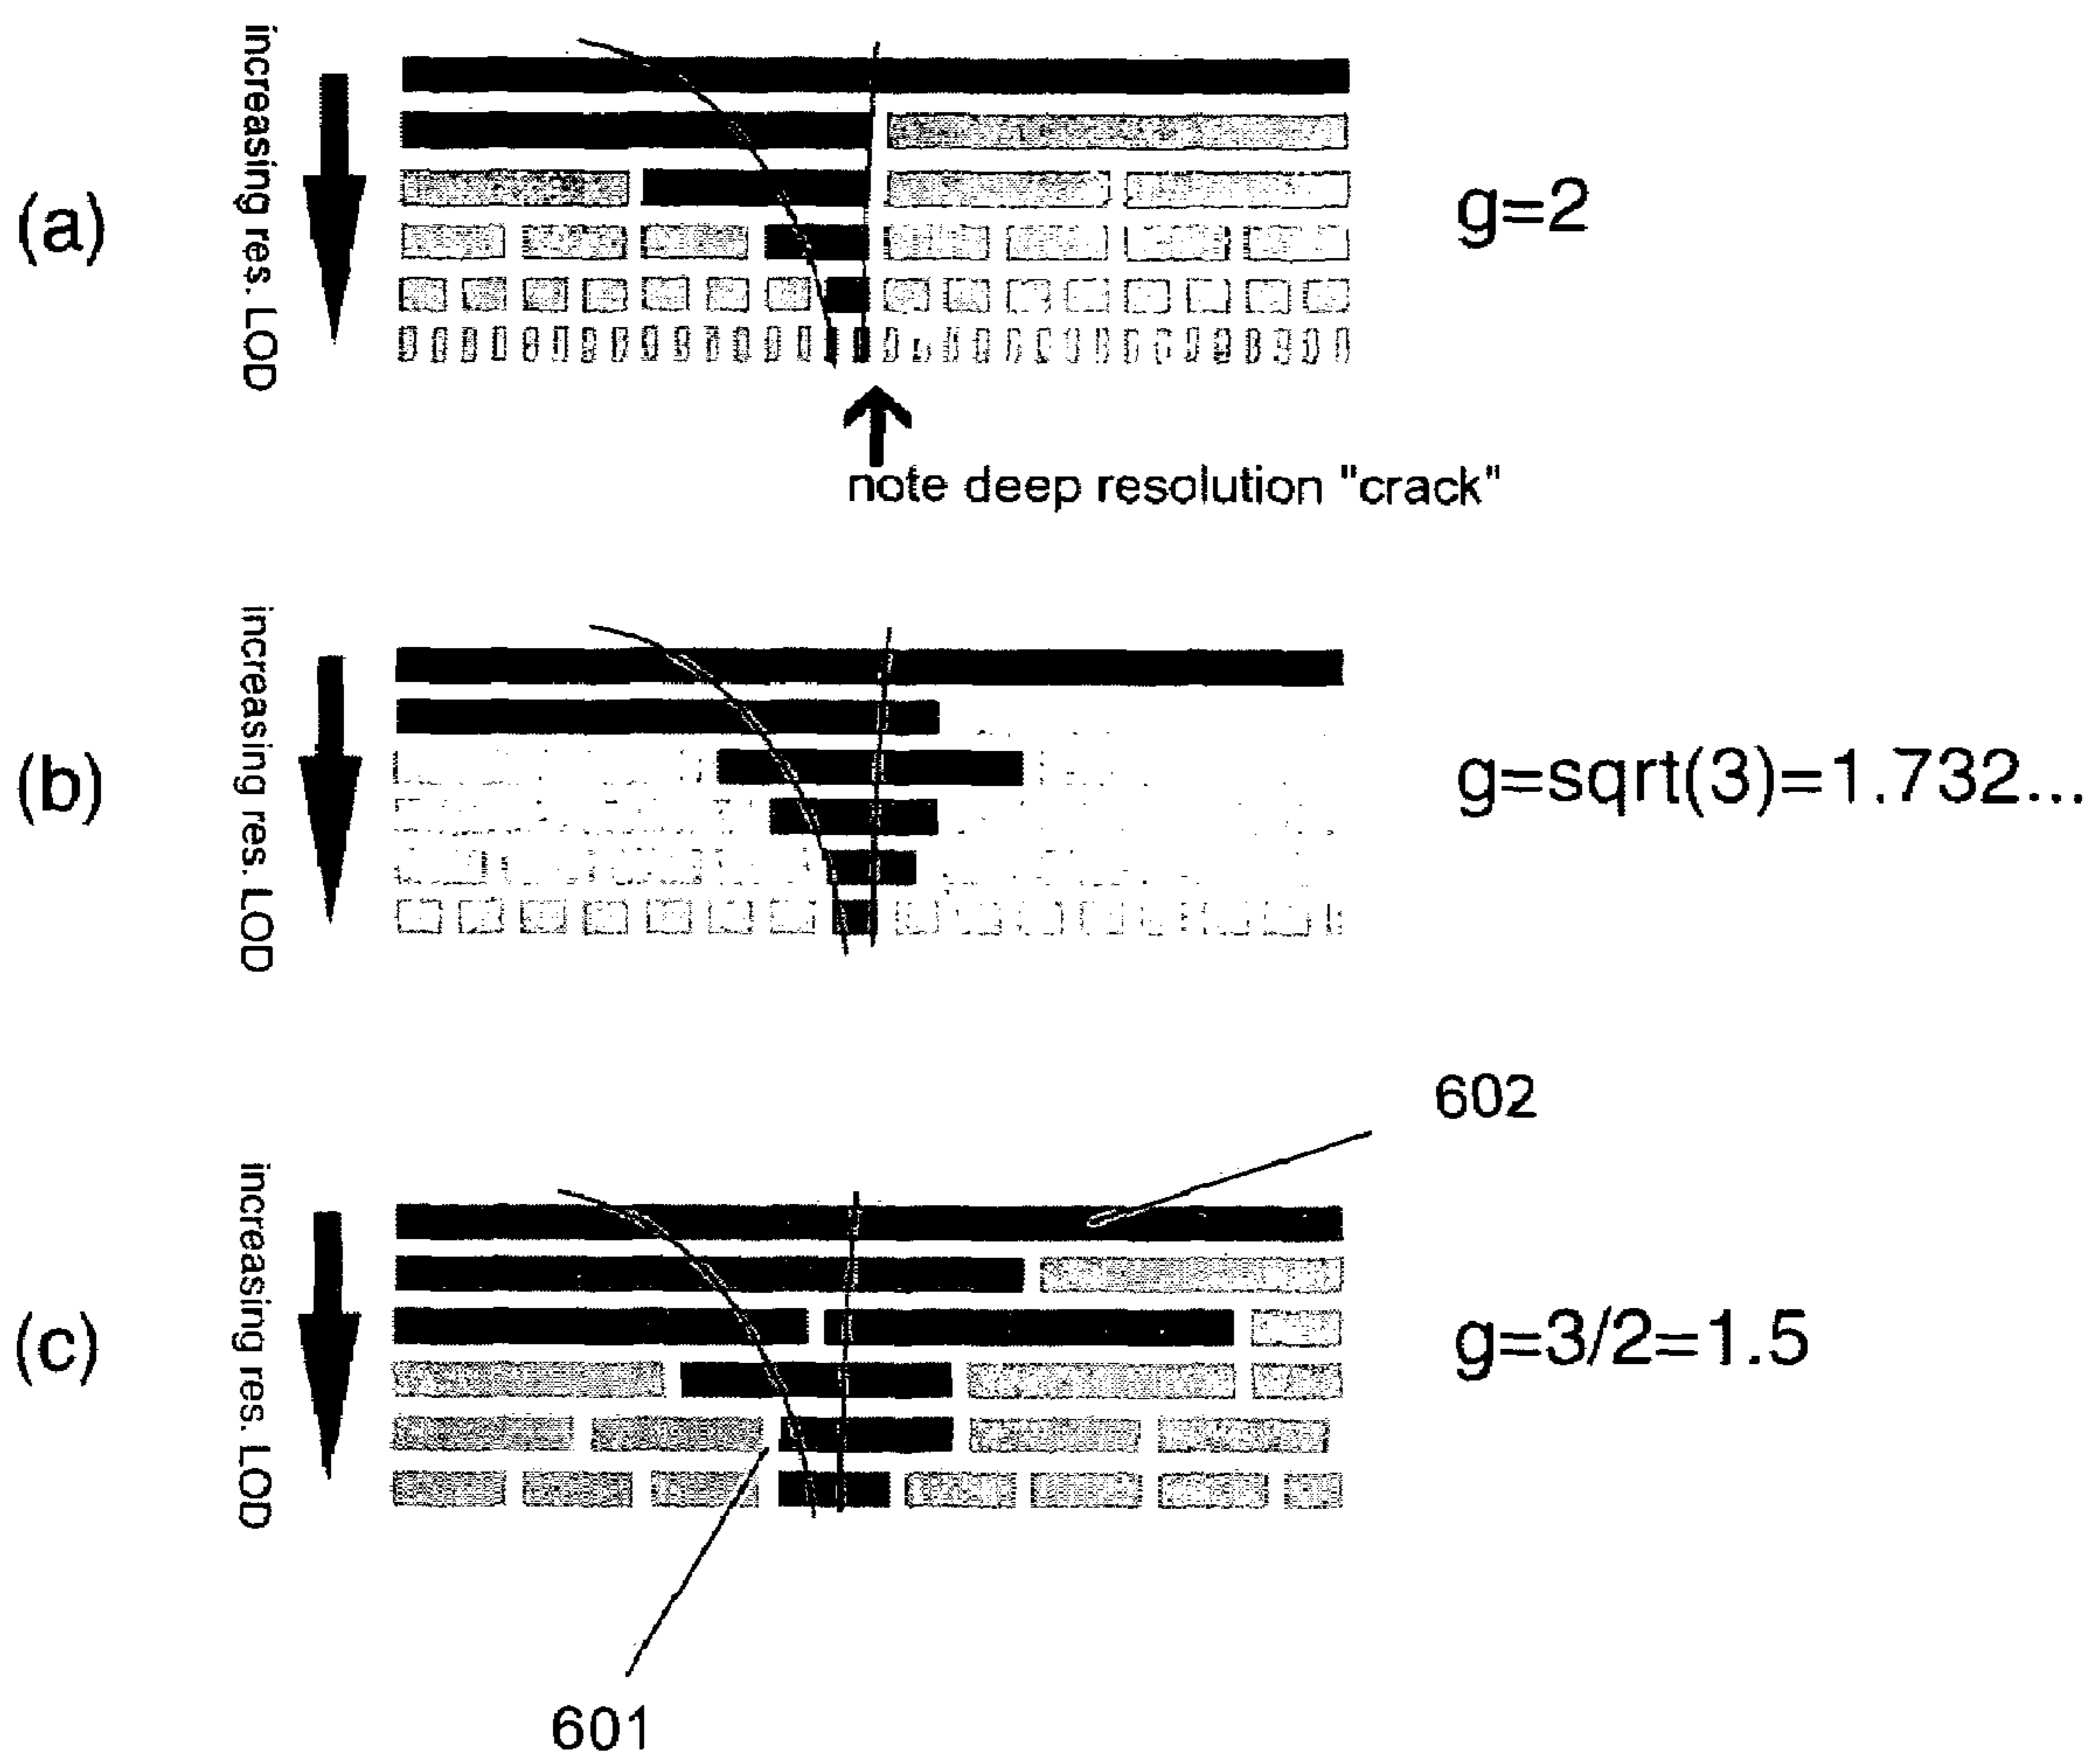 increasing res. LOD
(a)
g=2
note deep resolution "crack"
increasing res. LOD
(b)
g=sqrt(3)=1.732...
602
increasing res. LOD
(c)
g=3/2=1.5
601